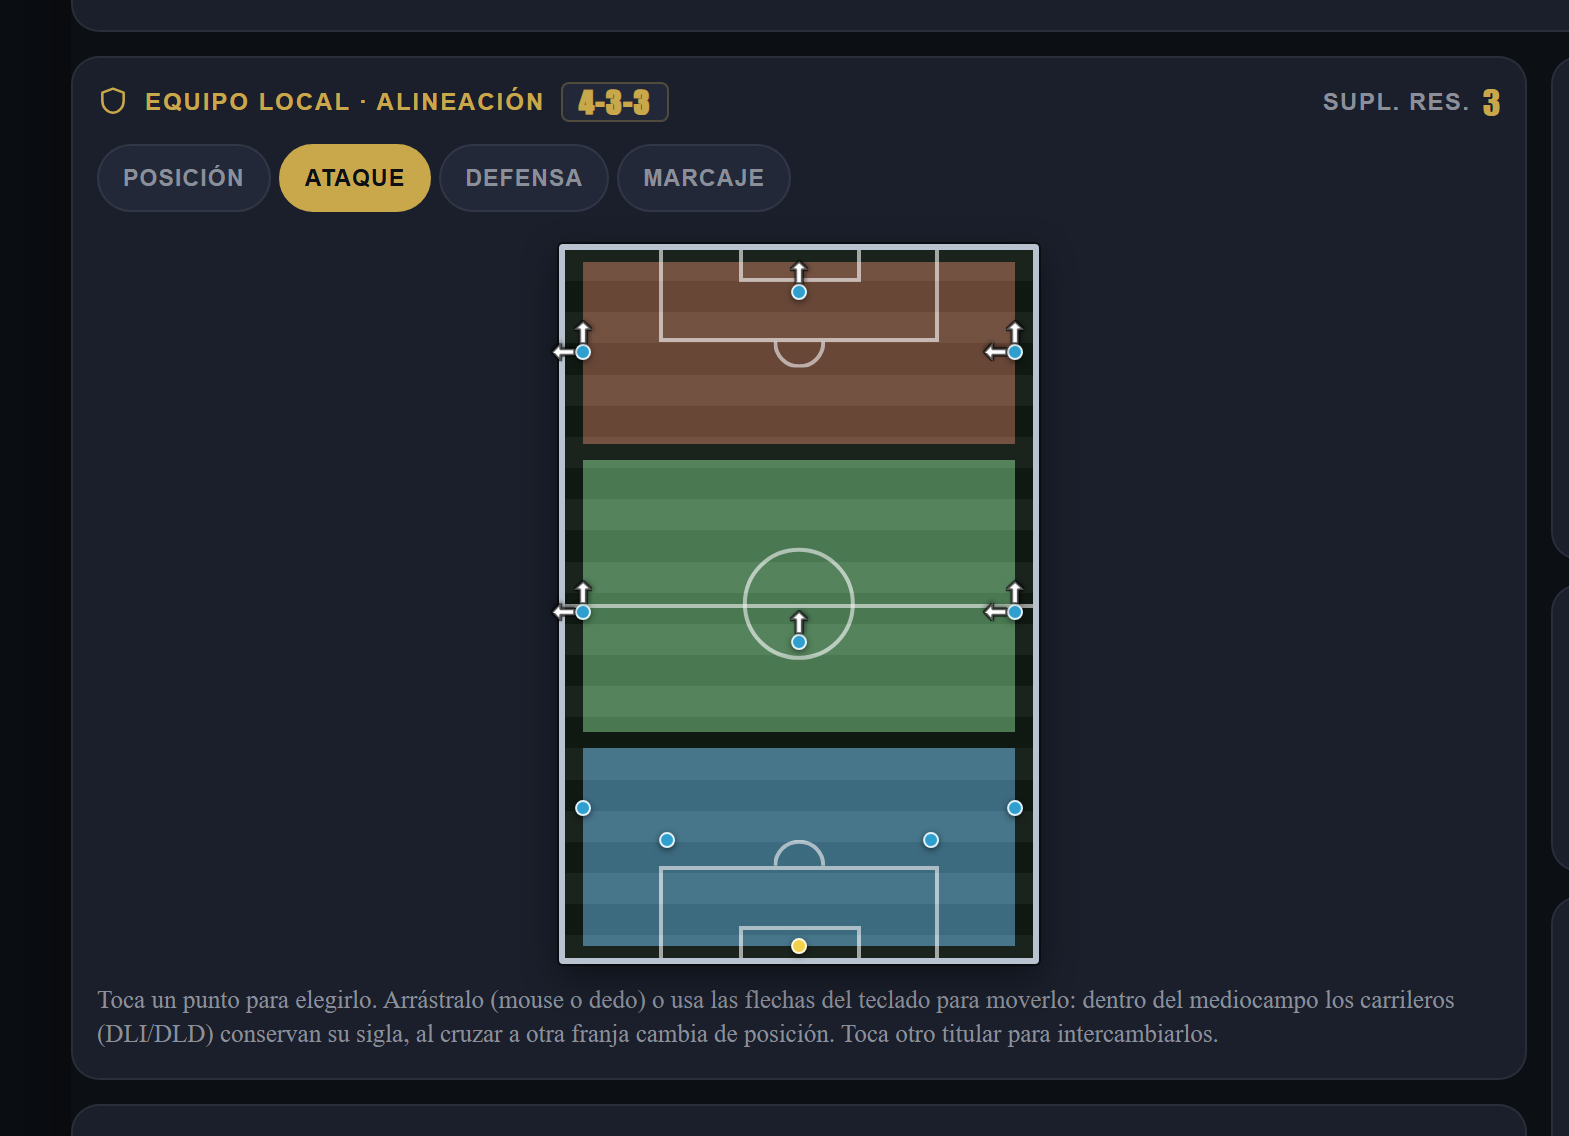 EQUIPO LOCAL · ALINEACIÓN 4-3-3 SUPL. RES. 3
POSICIÓN ATAQUE DEFENSA MARCAJE
Toca un punto para elegirlo. Arrástralo (mouse o dedo) o usa las flechas del teclado para moverlo: dentro del mediocampo los carrileros
(DLI/DLD) conservan su sigla, al cruzar a otra franja cambia de posición. Toca otro titular para intercambiarlos.